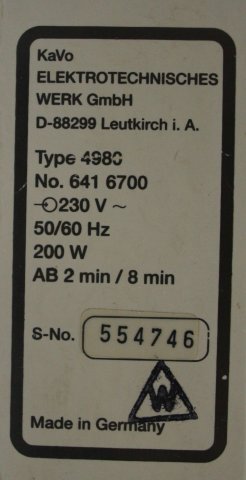 KaVo
ELEKTROTECHNISCHES
WERK GmbH
D-88299 Leutkirch i. A.
Type 4980
No. 641 6700
230 V ~
50/60 Hz
200 W
AB 2 min / 8 min
S-No. 554746
W
Made in Germany